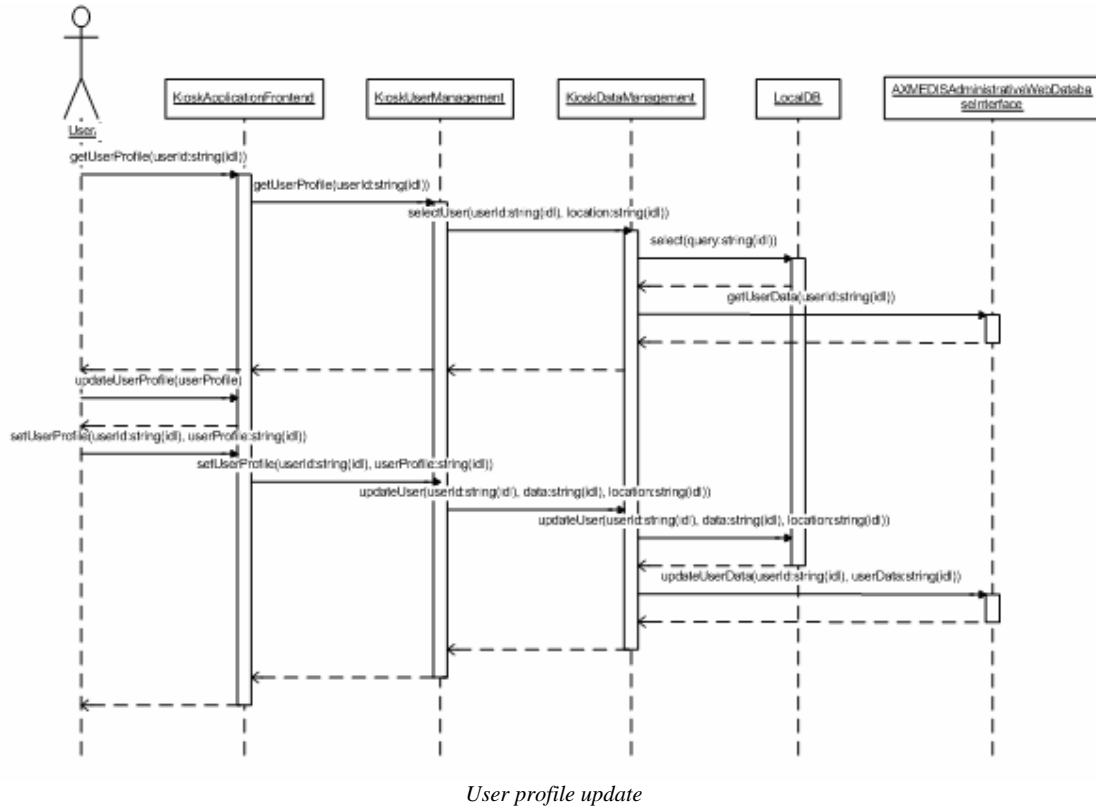 KioskApplicationFrontend
KioskUserManagement
KioskDataManagement
LocalDB
AXMEDISAdministrativeWebDataba
seInterface
User
getUserProfile(userId:string(idl))
getUserProfile(userId:string(idl))
selectUser(userId:string(idl), location:string(idl))
select(query:string(idl))
getUserData(userId:string(idl))
updateUserProfile(userProfile)
setUserProfile(userId:string(idl), userProfile:string(idl))
setUserProfile(userId:string(idl), userProfile:string(idl))
updateUser(userId:string(idl), data:string(idl), location:string(idl))
updateUser(userId:string(idl), data:string(idl), location:string(idl))
updateUserData(userId:string(idl), userData:string(idl))
User profile update